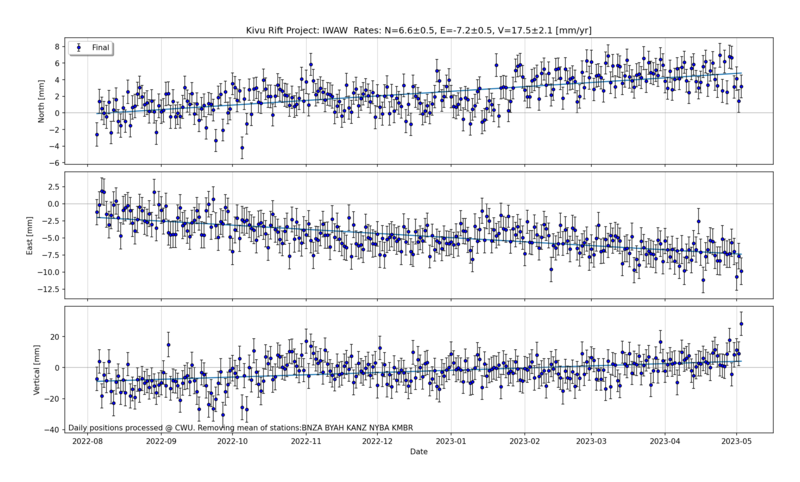 Kivu Rift Project: IWAW  Rates: N=6.6±0.5, E=-7.2±0.5, V=17.5±2.1 [mm/yr]
Final
North [mm]
8
6
4
2
0
−2
−4
−6
East [mm]
2.5
0.0
−2.5
−5.0
−7.5
−10.0
−12.5
Vertical [mm]
20
0
−20
−40
Daily positions processed @ CWU. Removing mean of stations:BNZA BYAH KANZ NYBA KMBR
2022-08 2022-09 2022-10 2022-11 2022-12 2023-01 2023-02 2023-03 2023-04 2023-05
Date